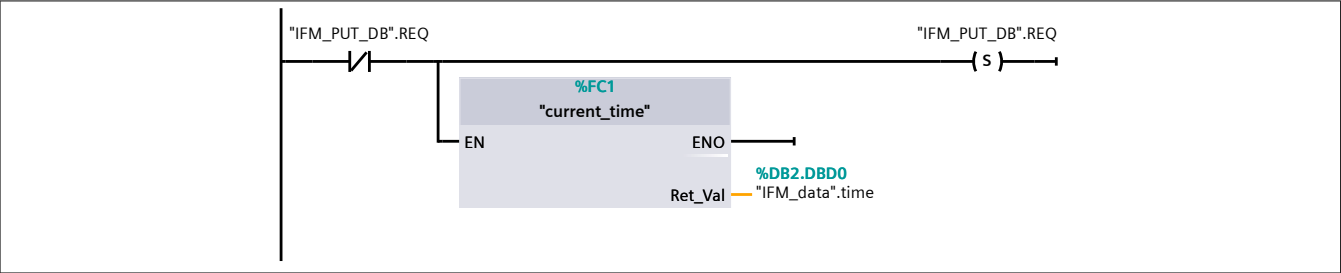 "IFM_PUT_DB".REQ
"IFM_PUT_DB".REQ
S
%FC1
"current_time"
EN
ENO
%DB2.DBD0
Ret_Val
"IFM_data".time